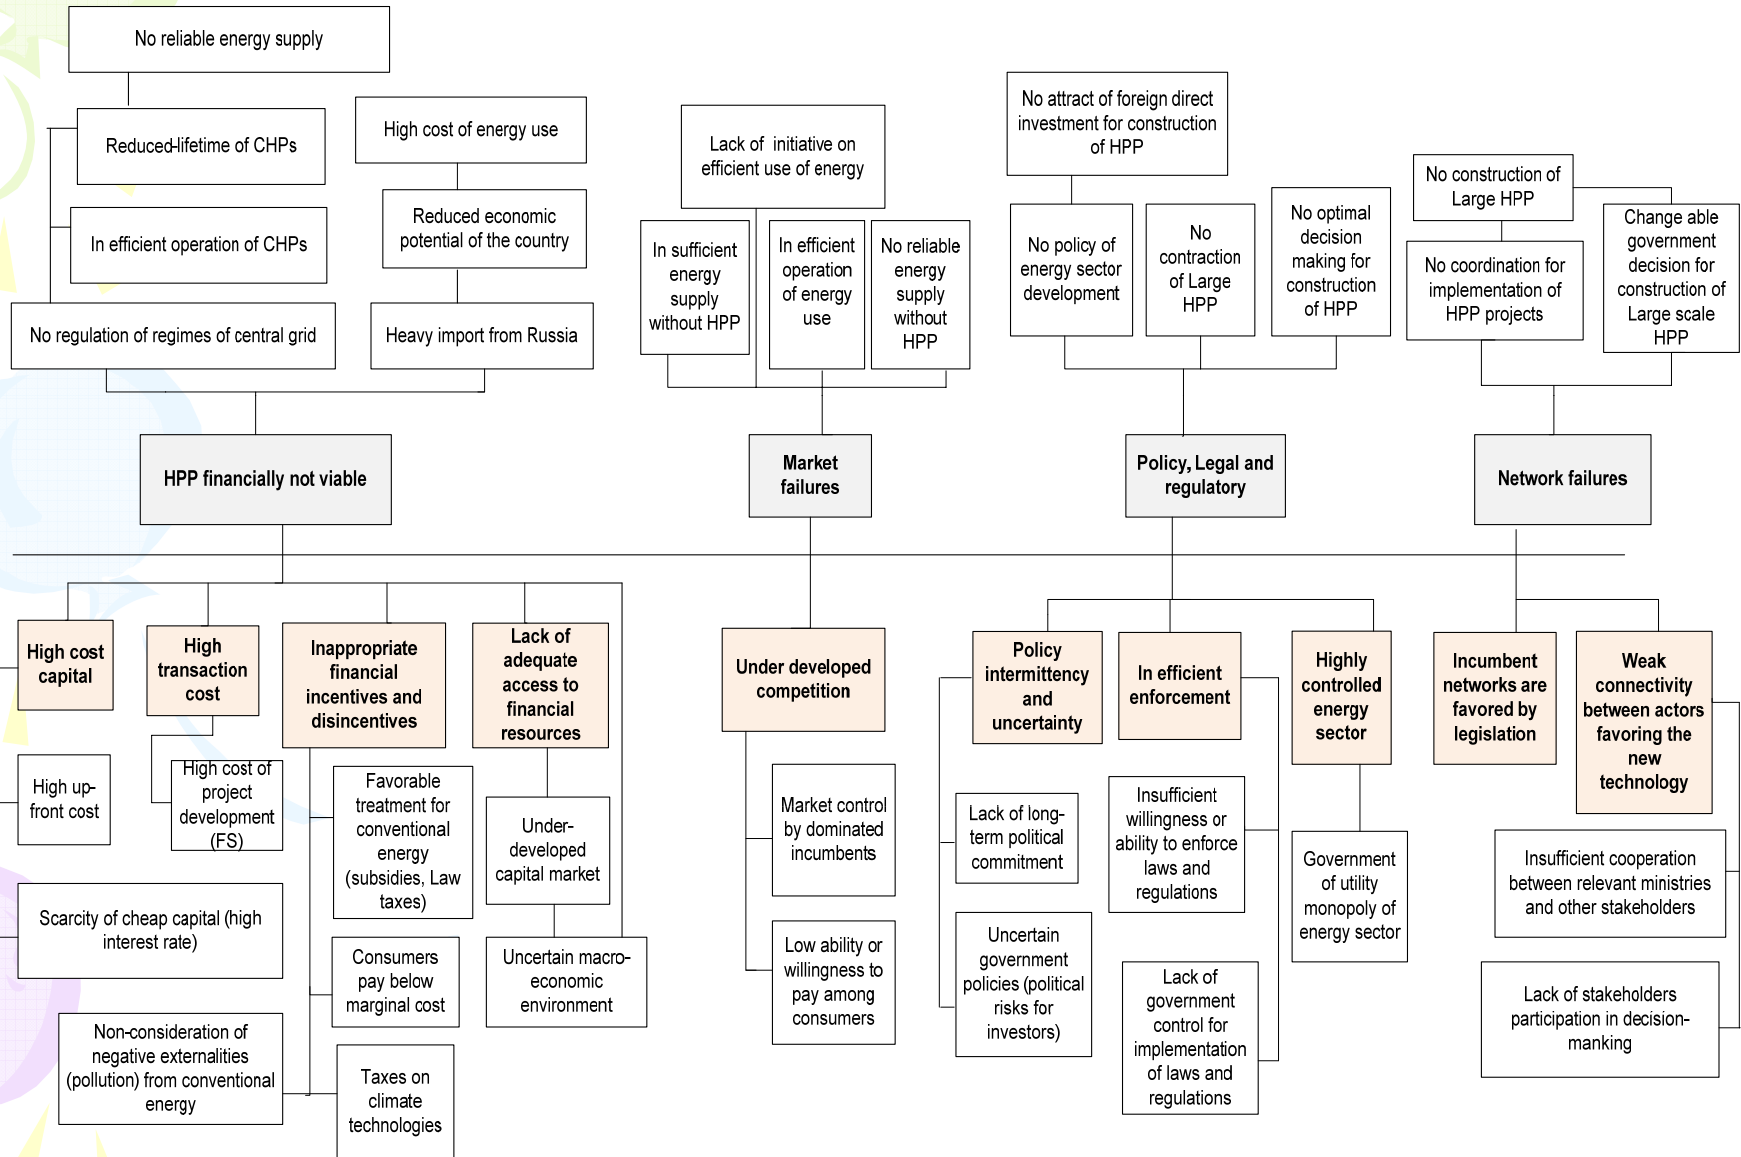 No reliable energy supply
Reduced-lifetime of CHPs
In efficient operation of CHPs
No regulation of regimes of central grid
High cost of energy use
Reduced economic
potential of the country
Heavy import from Russia
Lack of initiative on
efficient use of energy
In sufficient
energy
supply
without HPP
In efficient
operation
of energy
use
No reliable
energy
supply
without
HPP
No attract of foreign direct
investment for construction
of HPP
No policy of
energy sector
development
No
contraction
of Large
HPP
No optimal
decision
making for
construction
of HPP
No construction of
Large HPP
No coordination for
implementation of
HPP projects
Change able
government
decision for
construction of
Large scale
HPP
HPP financially not viable
Market
failures
Policy, Legal and
regulatory
Network failures
High cost
capital
High
transaction
cost
Inappropriate
financial
incentives and
disincentives
Lack of
adequate
access to
financial
resources
Under developed
competition
Policy
intermittency
and
uncertainty
In efficient
enforcement
Highly
controlled
energy
sector
Incumbent
networks are
favored by
legislation
Weak
connectivity
between actors
favoring the
new
technology
High up-
front cost
High cost of
project
development
(FS)
Favorable
treatment for
conventional
energy
(subsidies, Law
taxes)
Under-
developed
capital market
Market control
by dominated
incumbents
Lack of long-
term political
commitment
Insufficient
willingness or
ability to enforce
laws and
regulations
Government
of utility
monopoly of
energy sector
Insufficient cooperation
between relevant ministries
and other stakeholders
Scarcity of cheap capital (high
interest rate)
Consumers
pay below
marginal cost
Uncertain macro-
economic
environment
Low ability or
willingness to
pay among
consumers
Uncertain
government
policies (political
risks for
investors)
Lack of
government
control for
implementation
of laws and
regulations
Lack of stakeholders
participation in decision-
manking
Non-consideration of
negative externalities
(pollution) from conventional
energy
Taxes on
climate
technologies